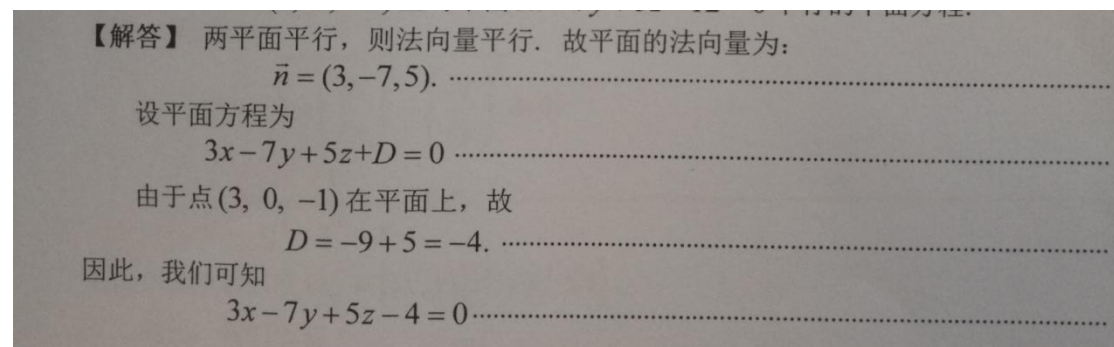 【解答】 两平面平行，则法向量平行. 故平面的法向量为：
n⃗ = (3, −7, 5). ························
设平面方程为
3x − 7y + 5z + D = 0 ························
由于点 (3, 0, −1) 在平面上，故
D = −9 + 5 = −4. ························
因此，我们可知
3x − 7y + 5z − 4 = 0 ························